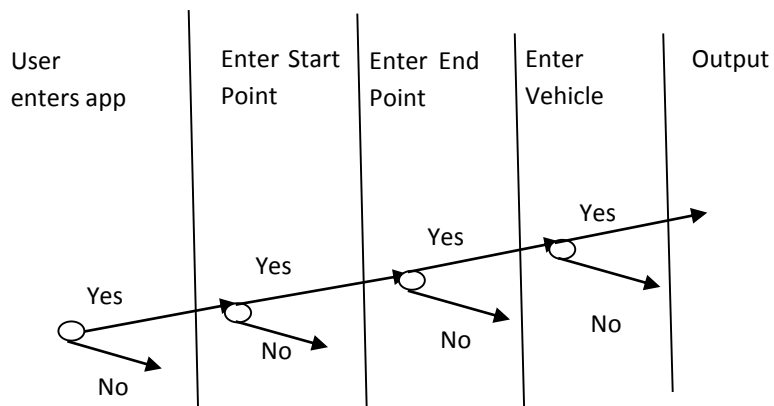 User
enters app
Enter Start
Point
Enter End
Point
Enter
Vehicle
Output
Yes
No
Yes
No
Yes
No
Yes
No